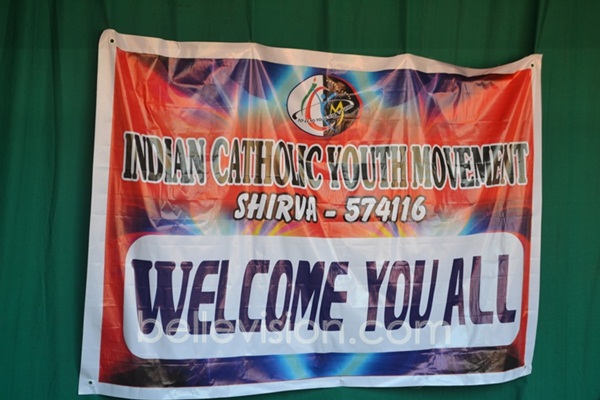 INDIAN CATHOLIC YOUTH MOVEMENT
SHIRVA - 574116
WELCOME YOU ALL
bellevision.com